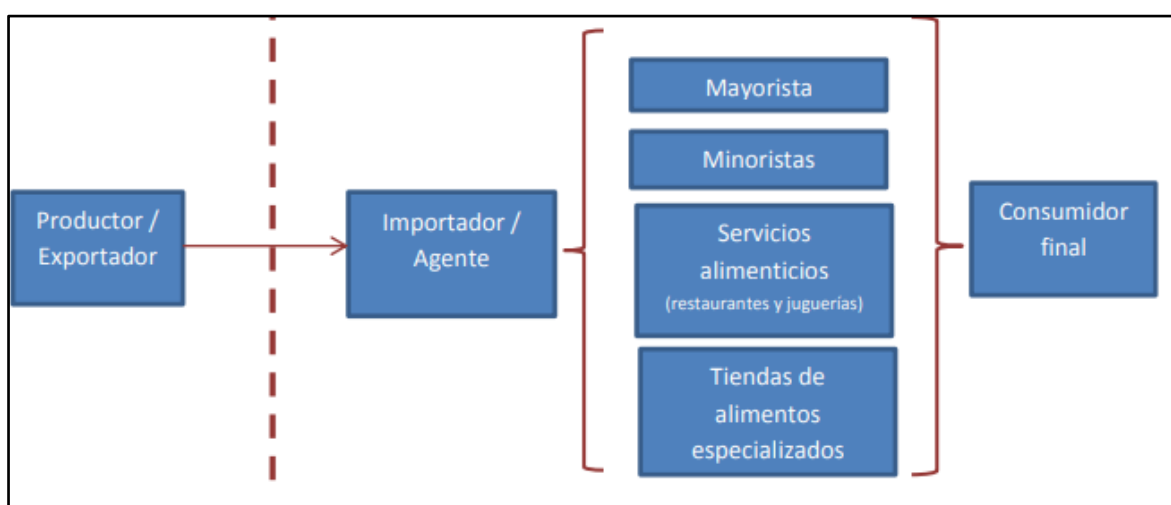 Productor /
Exportador
Importador /
Agente
Mayorista
Minoristas
Servicios
alimenticios
(restaurantes y juguerías)
Tiendas de
alimentos
especializados
Consumidor
final